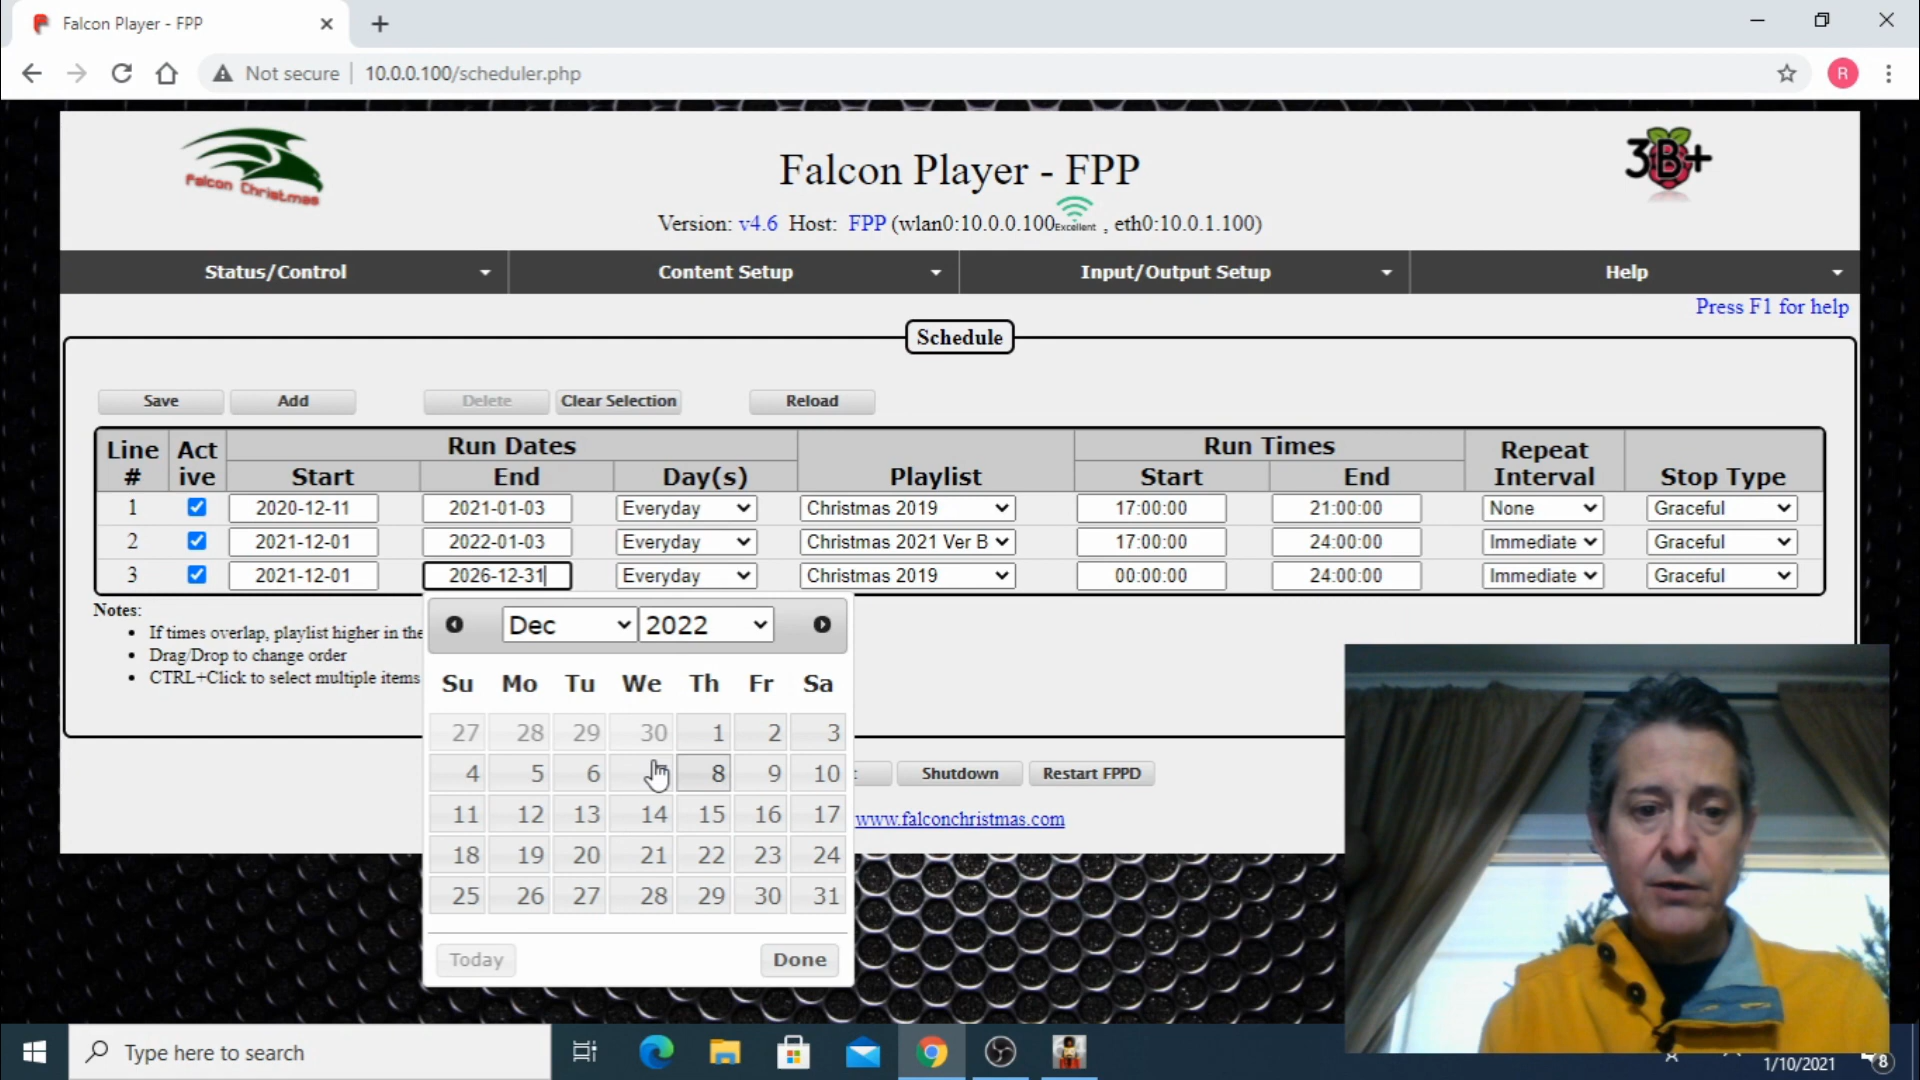 Falcon Player - FPP
Not secure
10.0.0.100/scheduler.php
R
Falcon Christmas
Falcon Player - FPP
3B+
Version: v4.6 Host: FPP (wlan0:10.0.0.100 Excellent , eth0:10.0.1.100)
Status/Control
Content Setup
Input/Output Setup
Help
Press F1 for help
Schedule
Save
Add
Delete
Clear Selection
Reload
Line #
Act ive
Run Dates
Start
End
Day(s)
Playlist
Run Times
Start
End
Repeat Interval
Stop Type
1 2020-12-11 2021-01-03 Everyday Christmas 2019 17:00:00 21:00:00 None Graceful
2 2021-12-01 2022-01-03 Everyday Christmas 2021 Ver B 17:00:00 24:00:00 Immediate Graceful
3 2021-12-01 2026-12-31 Everyday Christmas 2019 00:00:00 24:00:00 Immediate Graceful
Notes:
If times overlap, playlist higher in the
Drag/Drop to change order
CTRL+Click to select multiple items
Dec 2022
Su Mo Tu We Th Fr Sa
27 28 29 30 1 2 3
4 5 6 8 9 10
11 12 13 14 15 16 17
18 19 20 21 22 23 24
25 26 27 28 29 30 31
Today
Done
Shutdown
Restart FPPD
www.falconchristmas.com
Type here to search
1/10/2021
8